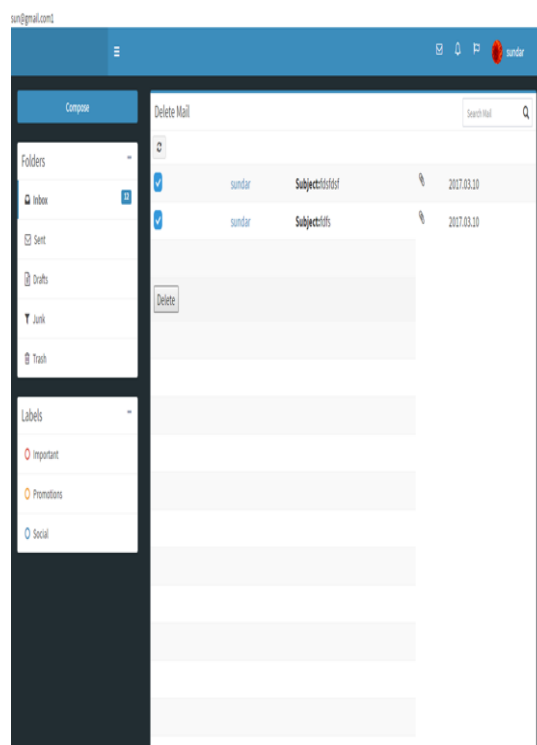 sun@gmail.com1
sundar
Compose
Folders
Inbox 12
Sent
Drafts
Junk
Trash
Labels
Important
Promotions
Social
Delete Mail
Search Mail
sundar Subject:fdsfdsf 2017.03.10
sundar Subject:fdfs 2017.03.10
Delete